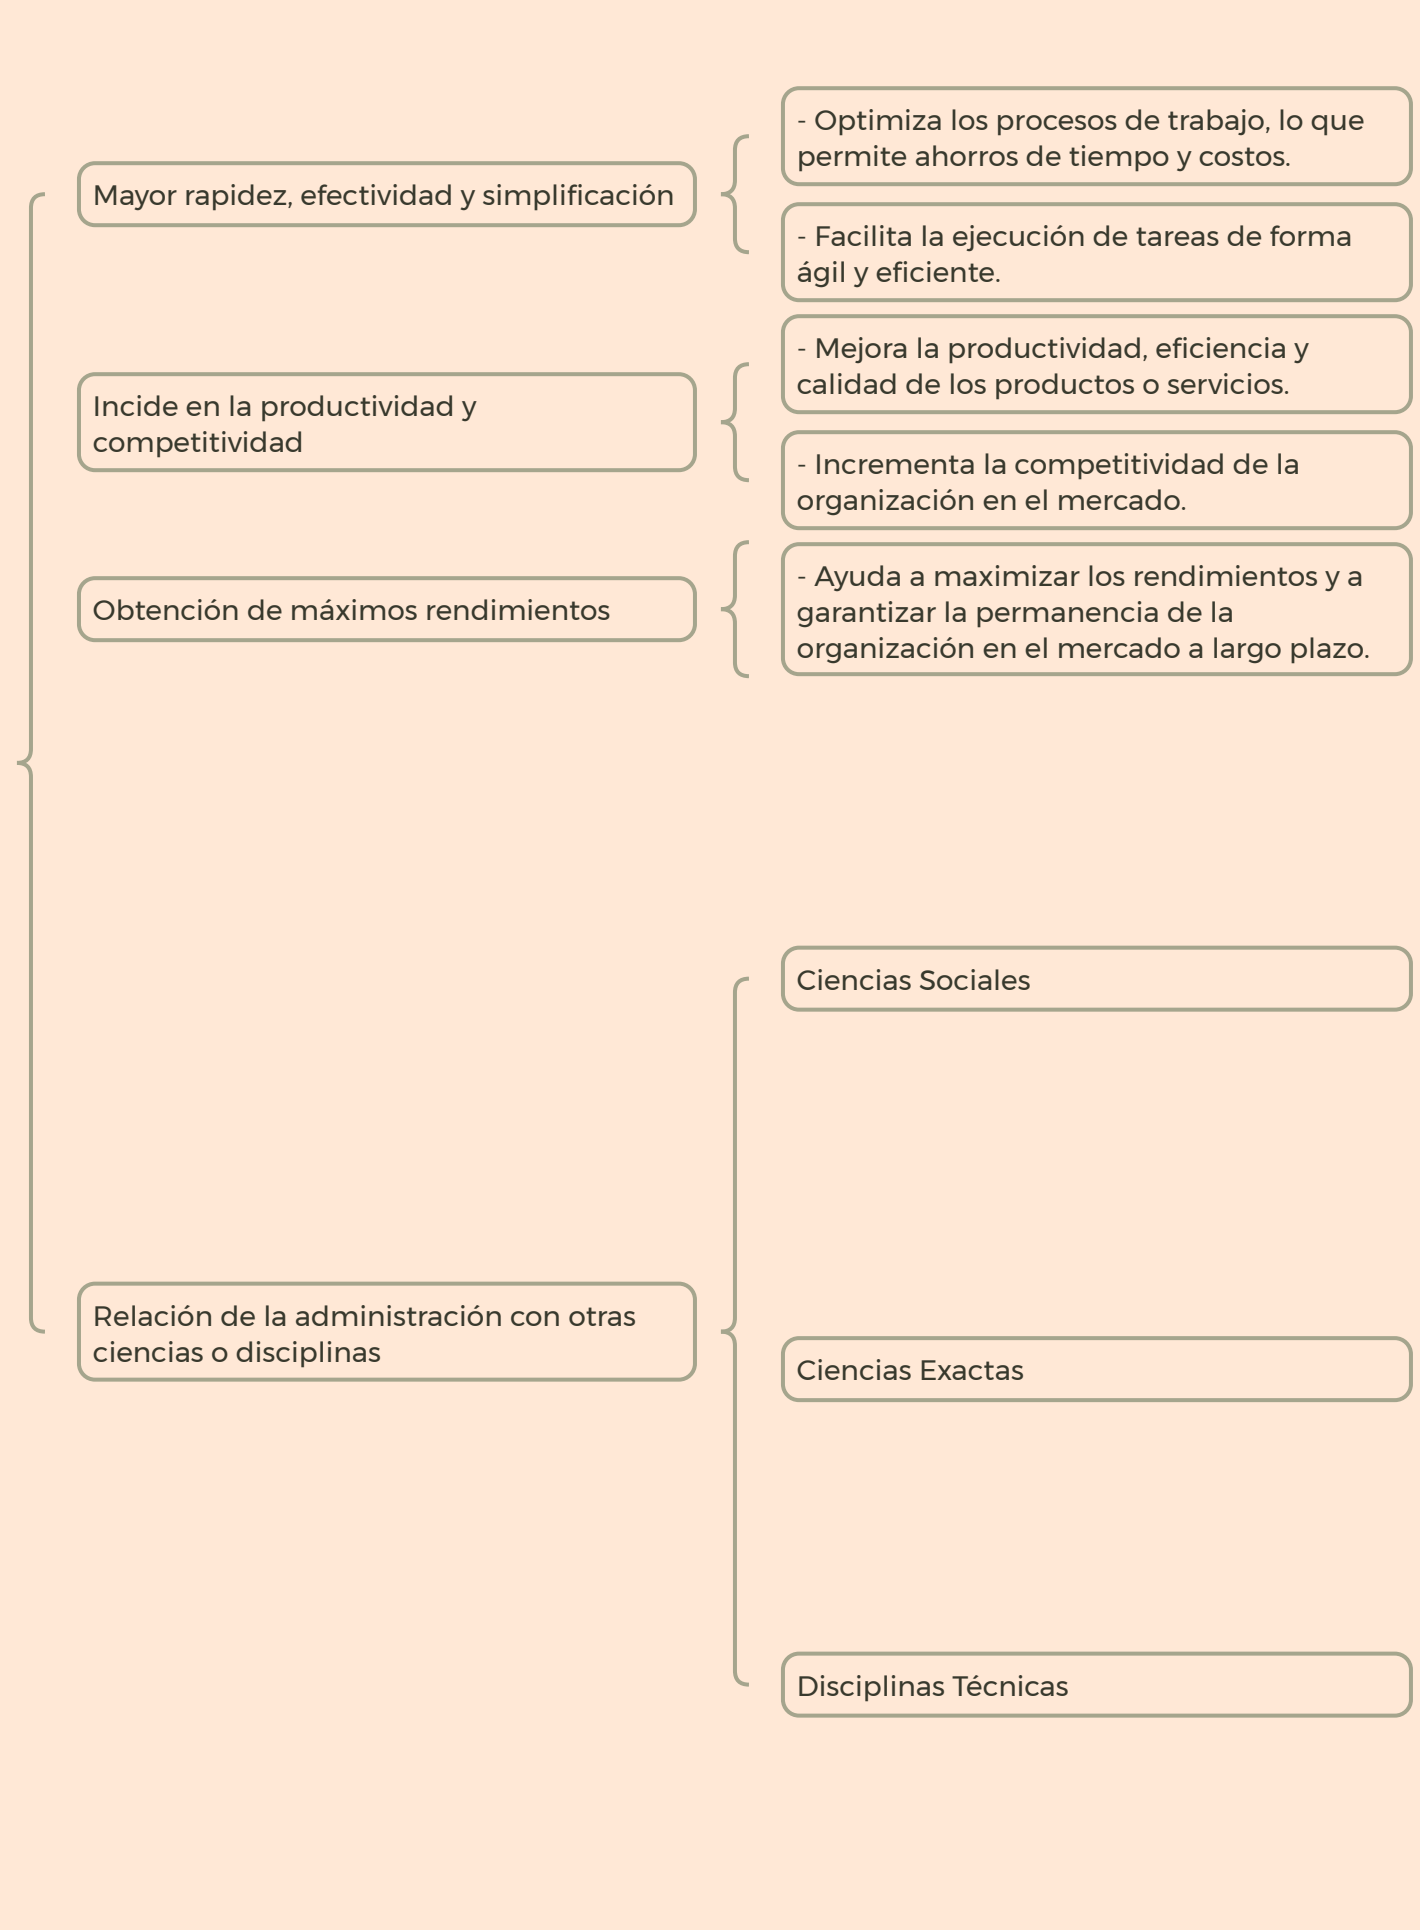 Mayor rapidez, efectividad y simplificación
- Optimiza los procesos de trabajo, lo que
permite ahorros de tiempo y costos.
- Facilita la ejecución de tareas de forma
ágil y eficiente.
Incide en la productividad y
competitividad
- Mejora la productividad, eficiencia y
calidad de los productos o servicios.
- Incrementa la competitividad de la
organización en el mercado.
Obtención de máximos rendimientos
- Ayuda a maximizar los rendimientos y a
garantizar la permanencia de la
organización en el mercado a largo plazo.
Relación de la administración con otras
ciencias o disciplinas
Ciencias Sociales
Ciencias Exactas
Disciplinas Técnicas